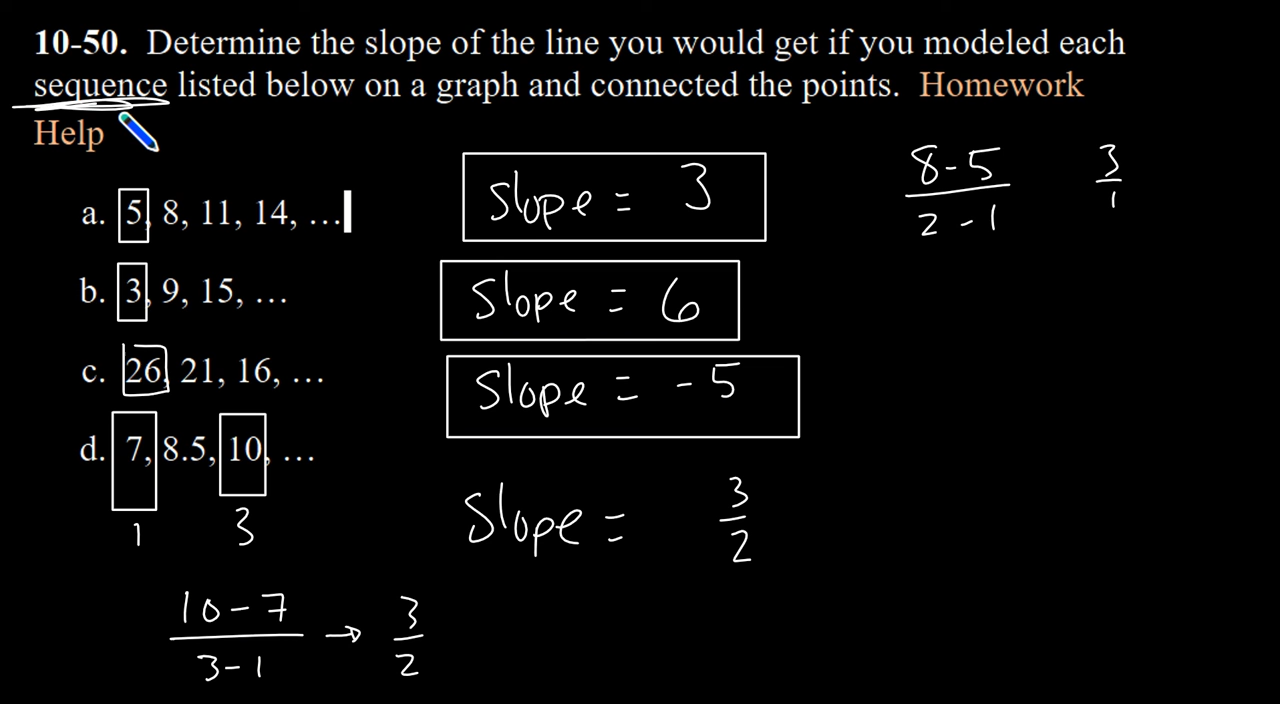 10-50. Determine the slope of the line you would get if you modeled each
sequence listed below on a graph and connected the points. Homework
Help
a. 5, 8, 11, 14, …
slope = 3
8 - 5
2 - 1
3
1
b. 3, 9, 15, …
slope = 6
c. 26, 21, 16, …
slope = -5
d. 7, 8.5, 10, …
1 3
slope = 3
2
10 - 7
3 - 1
→ 3
2